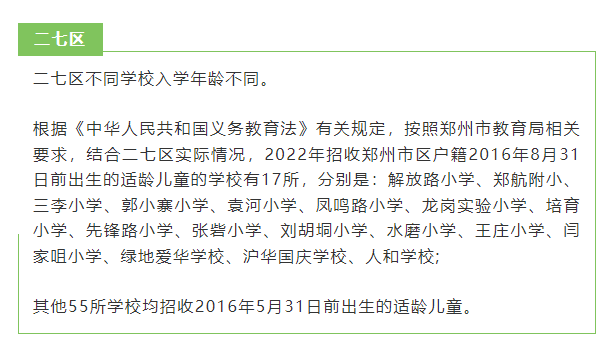 二七区
二七区不同学校入学年龄不同。
根据《中华人民共和国义务教育法》有关规定，按照郑州市教育局相关
要求，结合二七区实际情况，2022年招收郑州市区户籍2016年8月31
日前出生的适龄儿童的学校有17所，分别是：解放路小学、郑航附小、
三李小学、郭小寨小学、袁河小学、凤鸣路小学、龙岗实验小学、培育
小学、先锋路小学、张砦小学、刘胡垌小学、水磨小学、王庄小学、闫
家咀小学、绿地爱华学校、沪华国庆学校、人和学校;
其他55所学校均招收2016年5月31日前出生的适龄儿童。